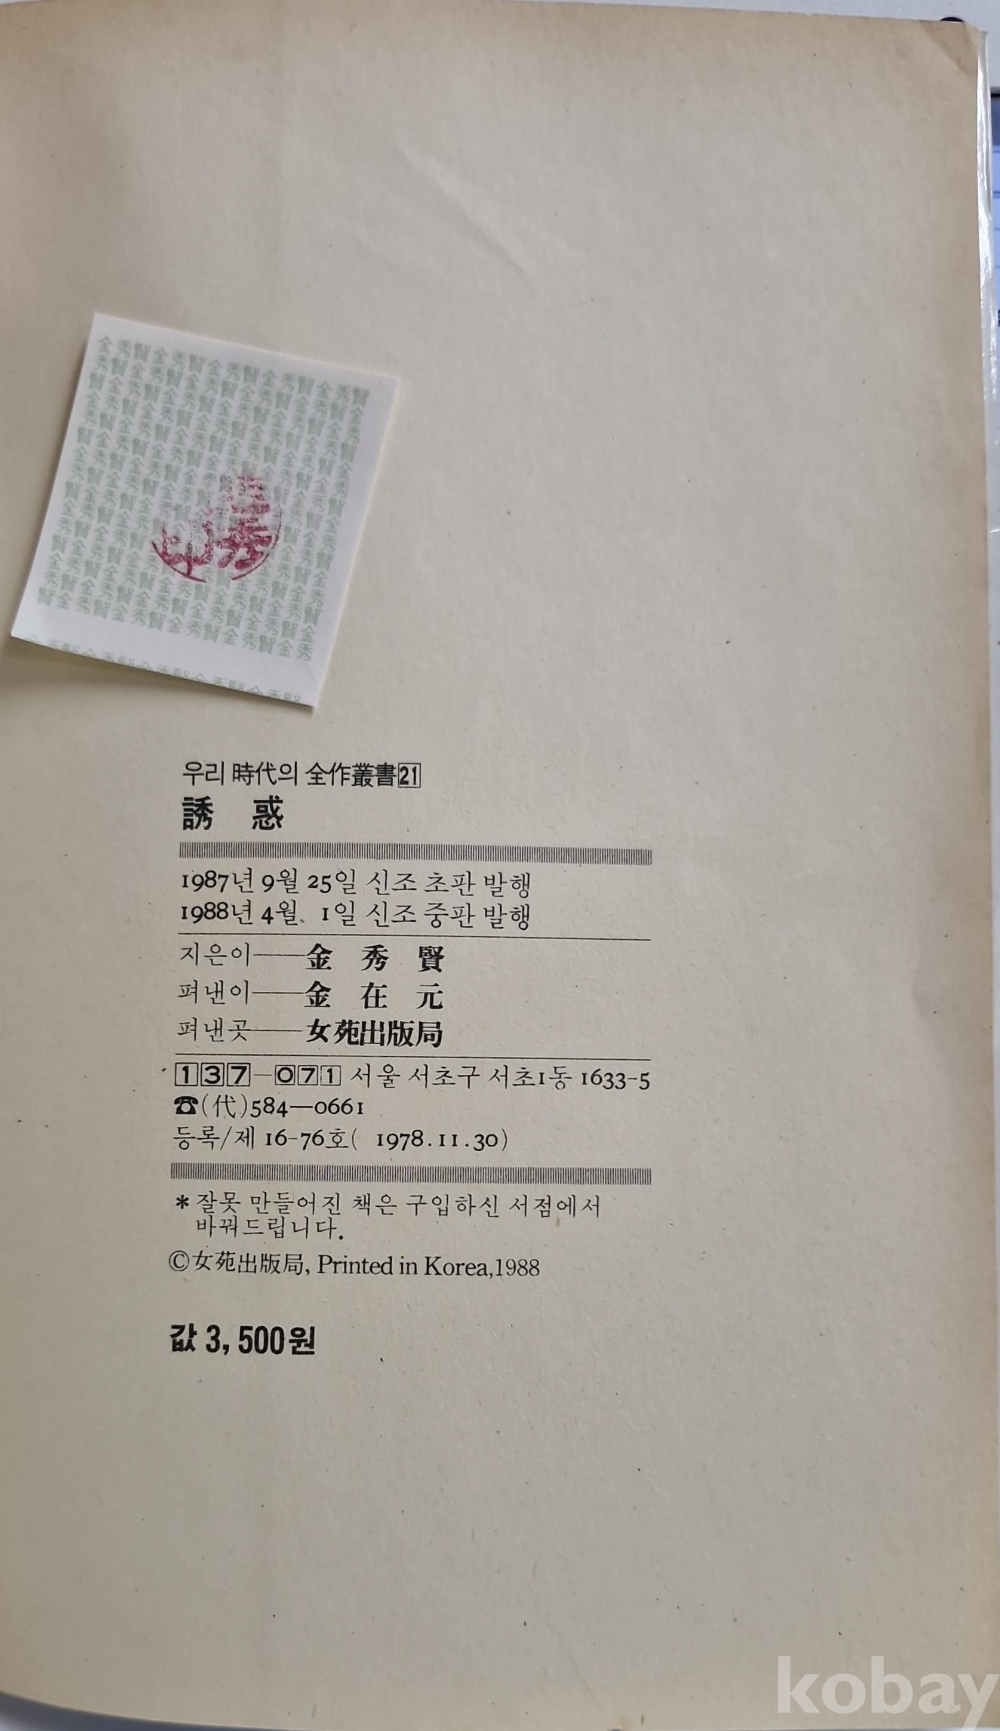 우리 時代의 全作叢書21
誘惑
1987년 9월 25일 신조 초판 발행
1988년 4월 1일 신조 중판 발행
지은이──金秀賢
펴낸이──金在元
펴낸곳──女苑出版局
137-071 서울 서초구 서초1동 1633-5
☎(代)584—0661
등록/제 16-76호( 1978.11.30)
*잘못 만들어진 책은 구입하신 서점에서
바꿔드립니다.
©女苑出版局, Printed in Korea,1988
값 3,500원
kobay